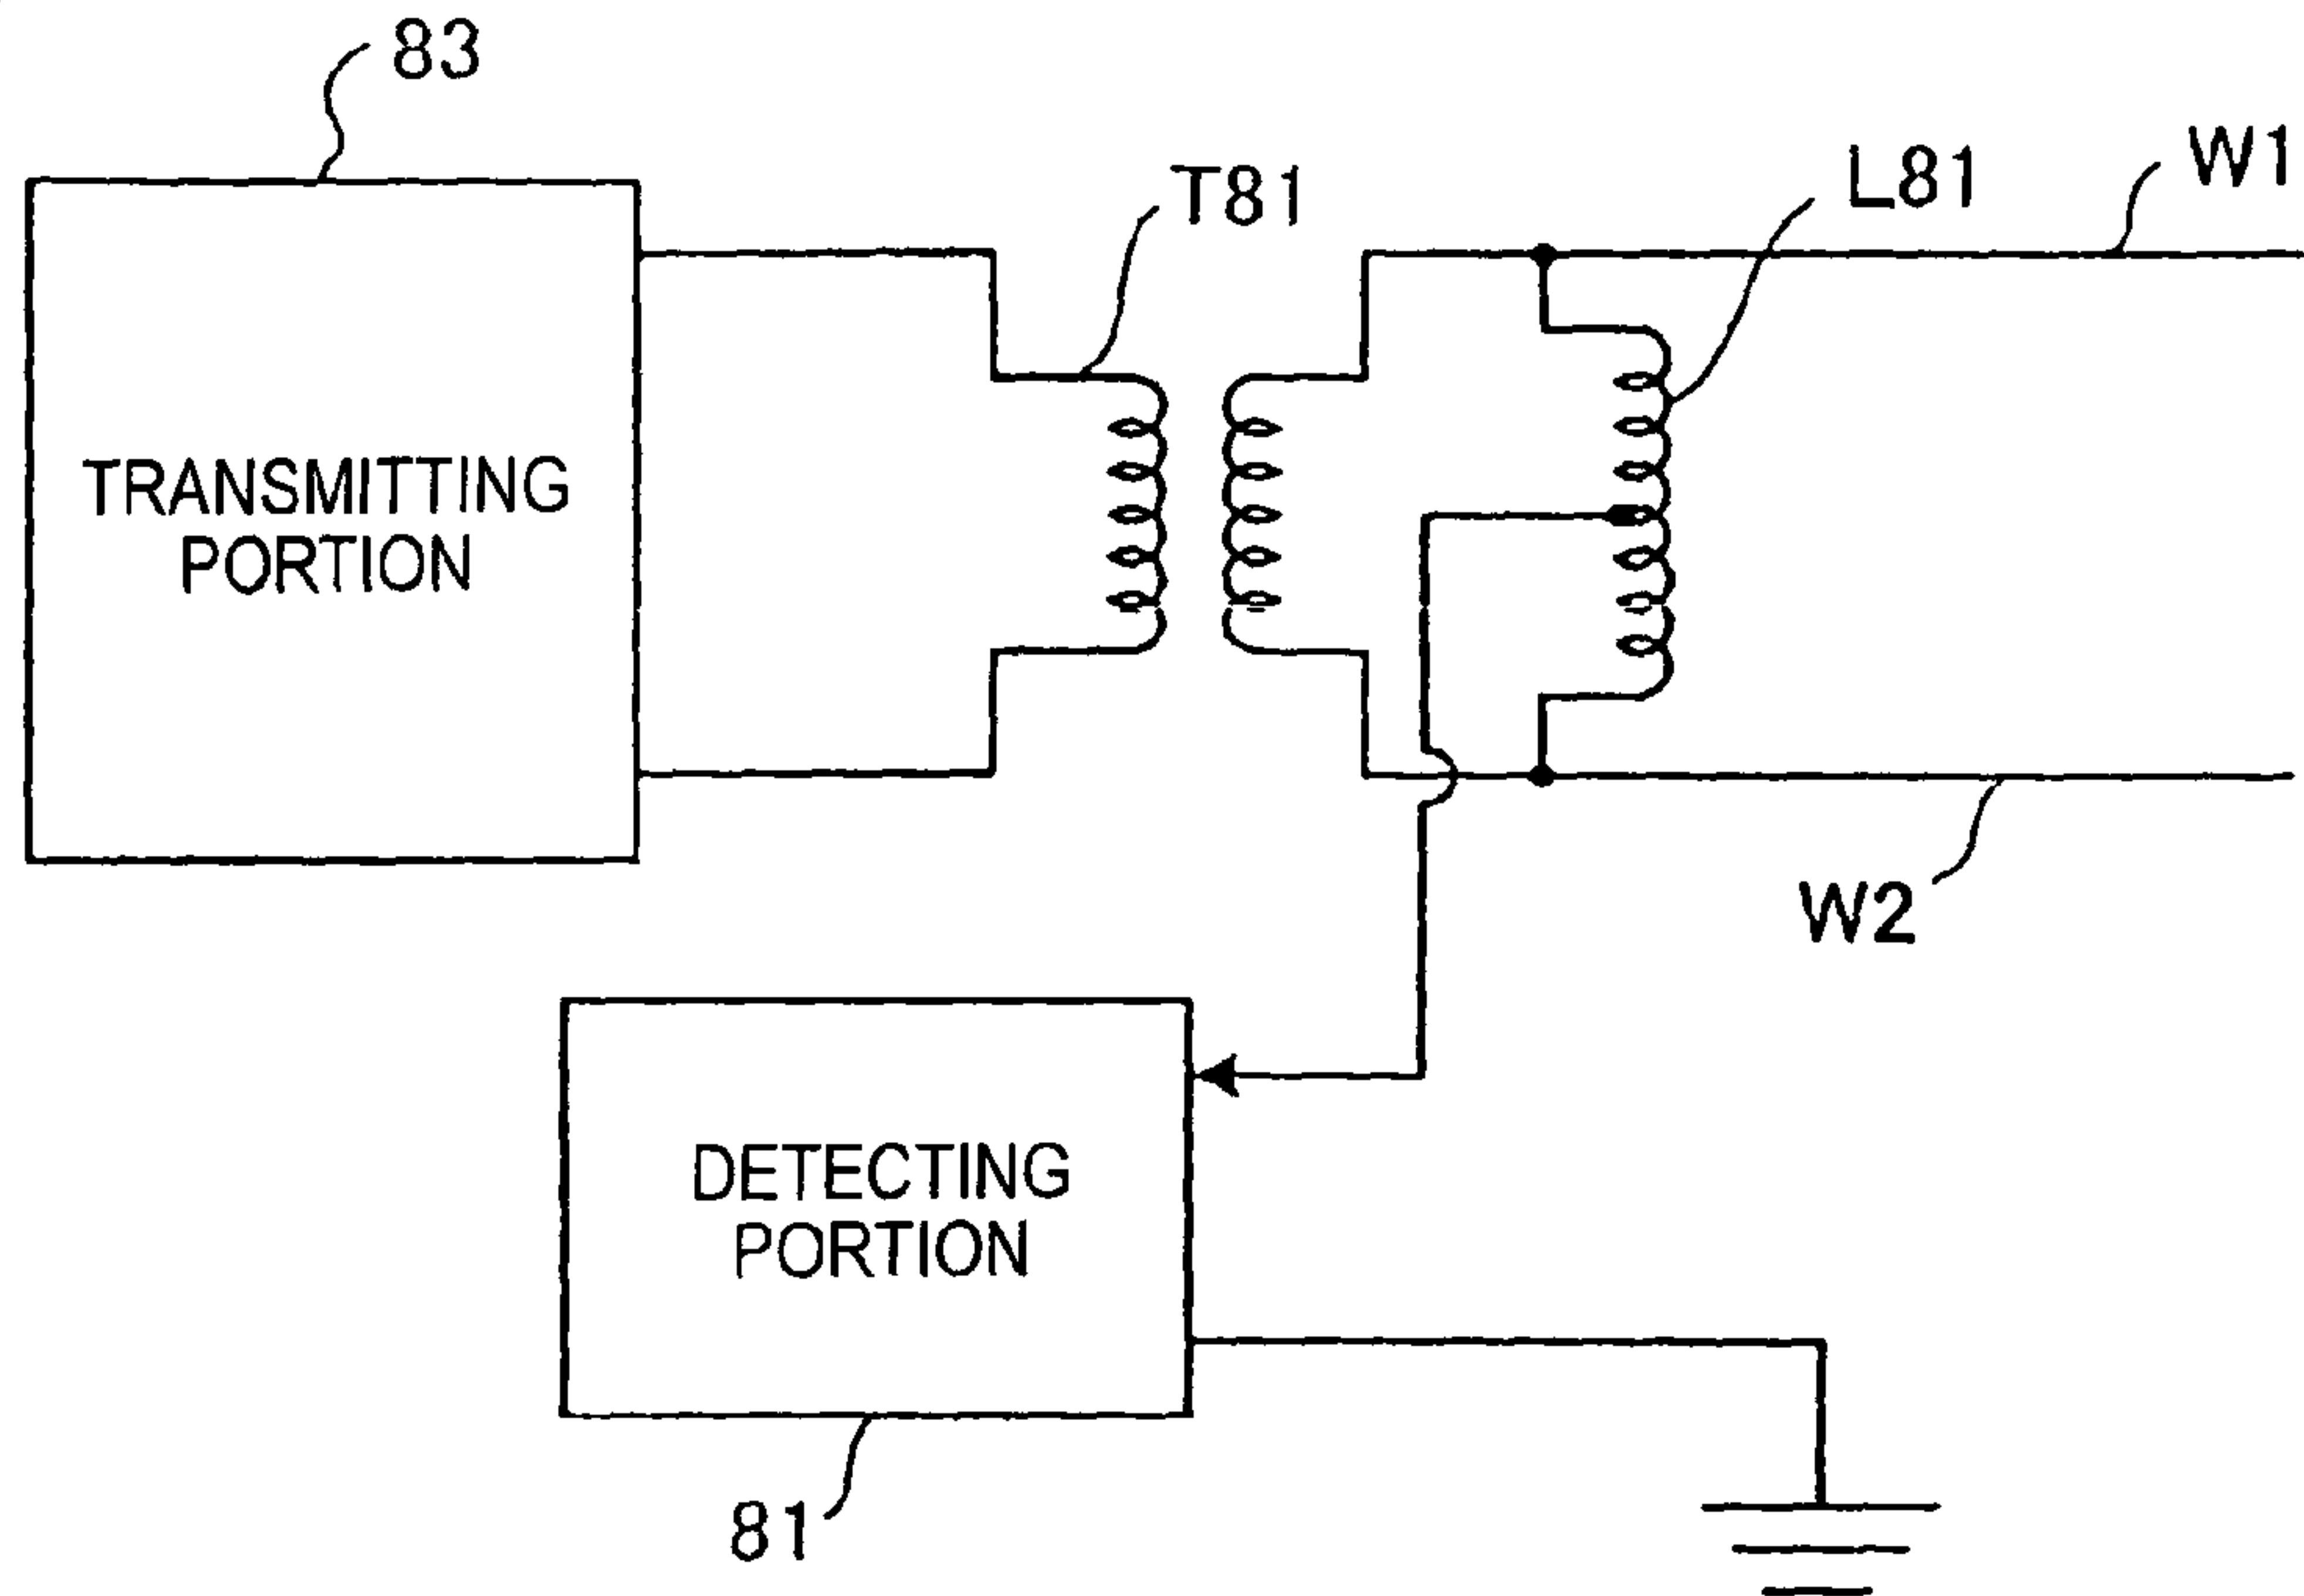 83
T81
L81
W1
TRANSMITTING
PORTION
W2
DETECTING
PORTION
81